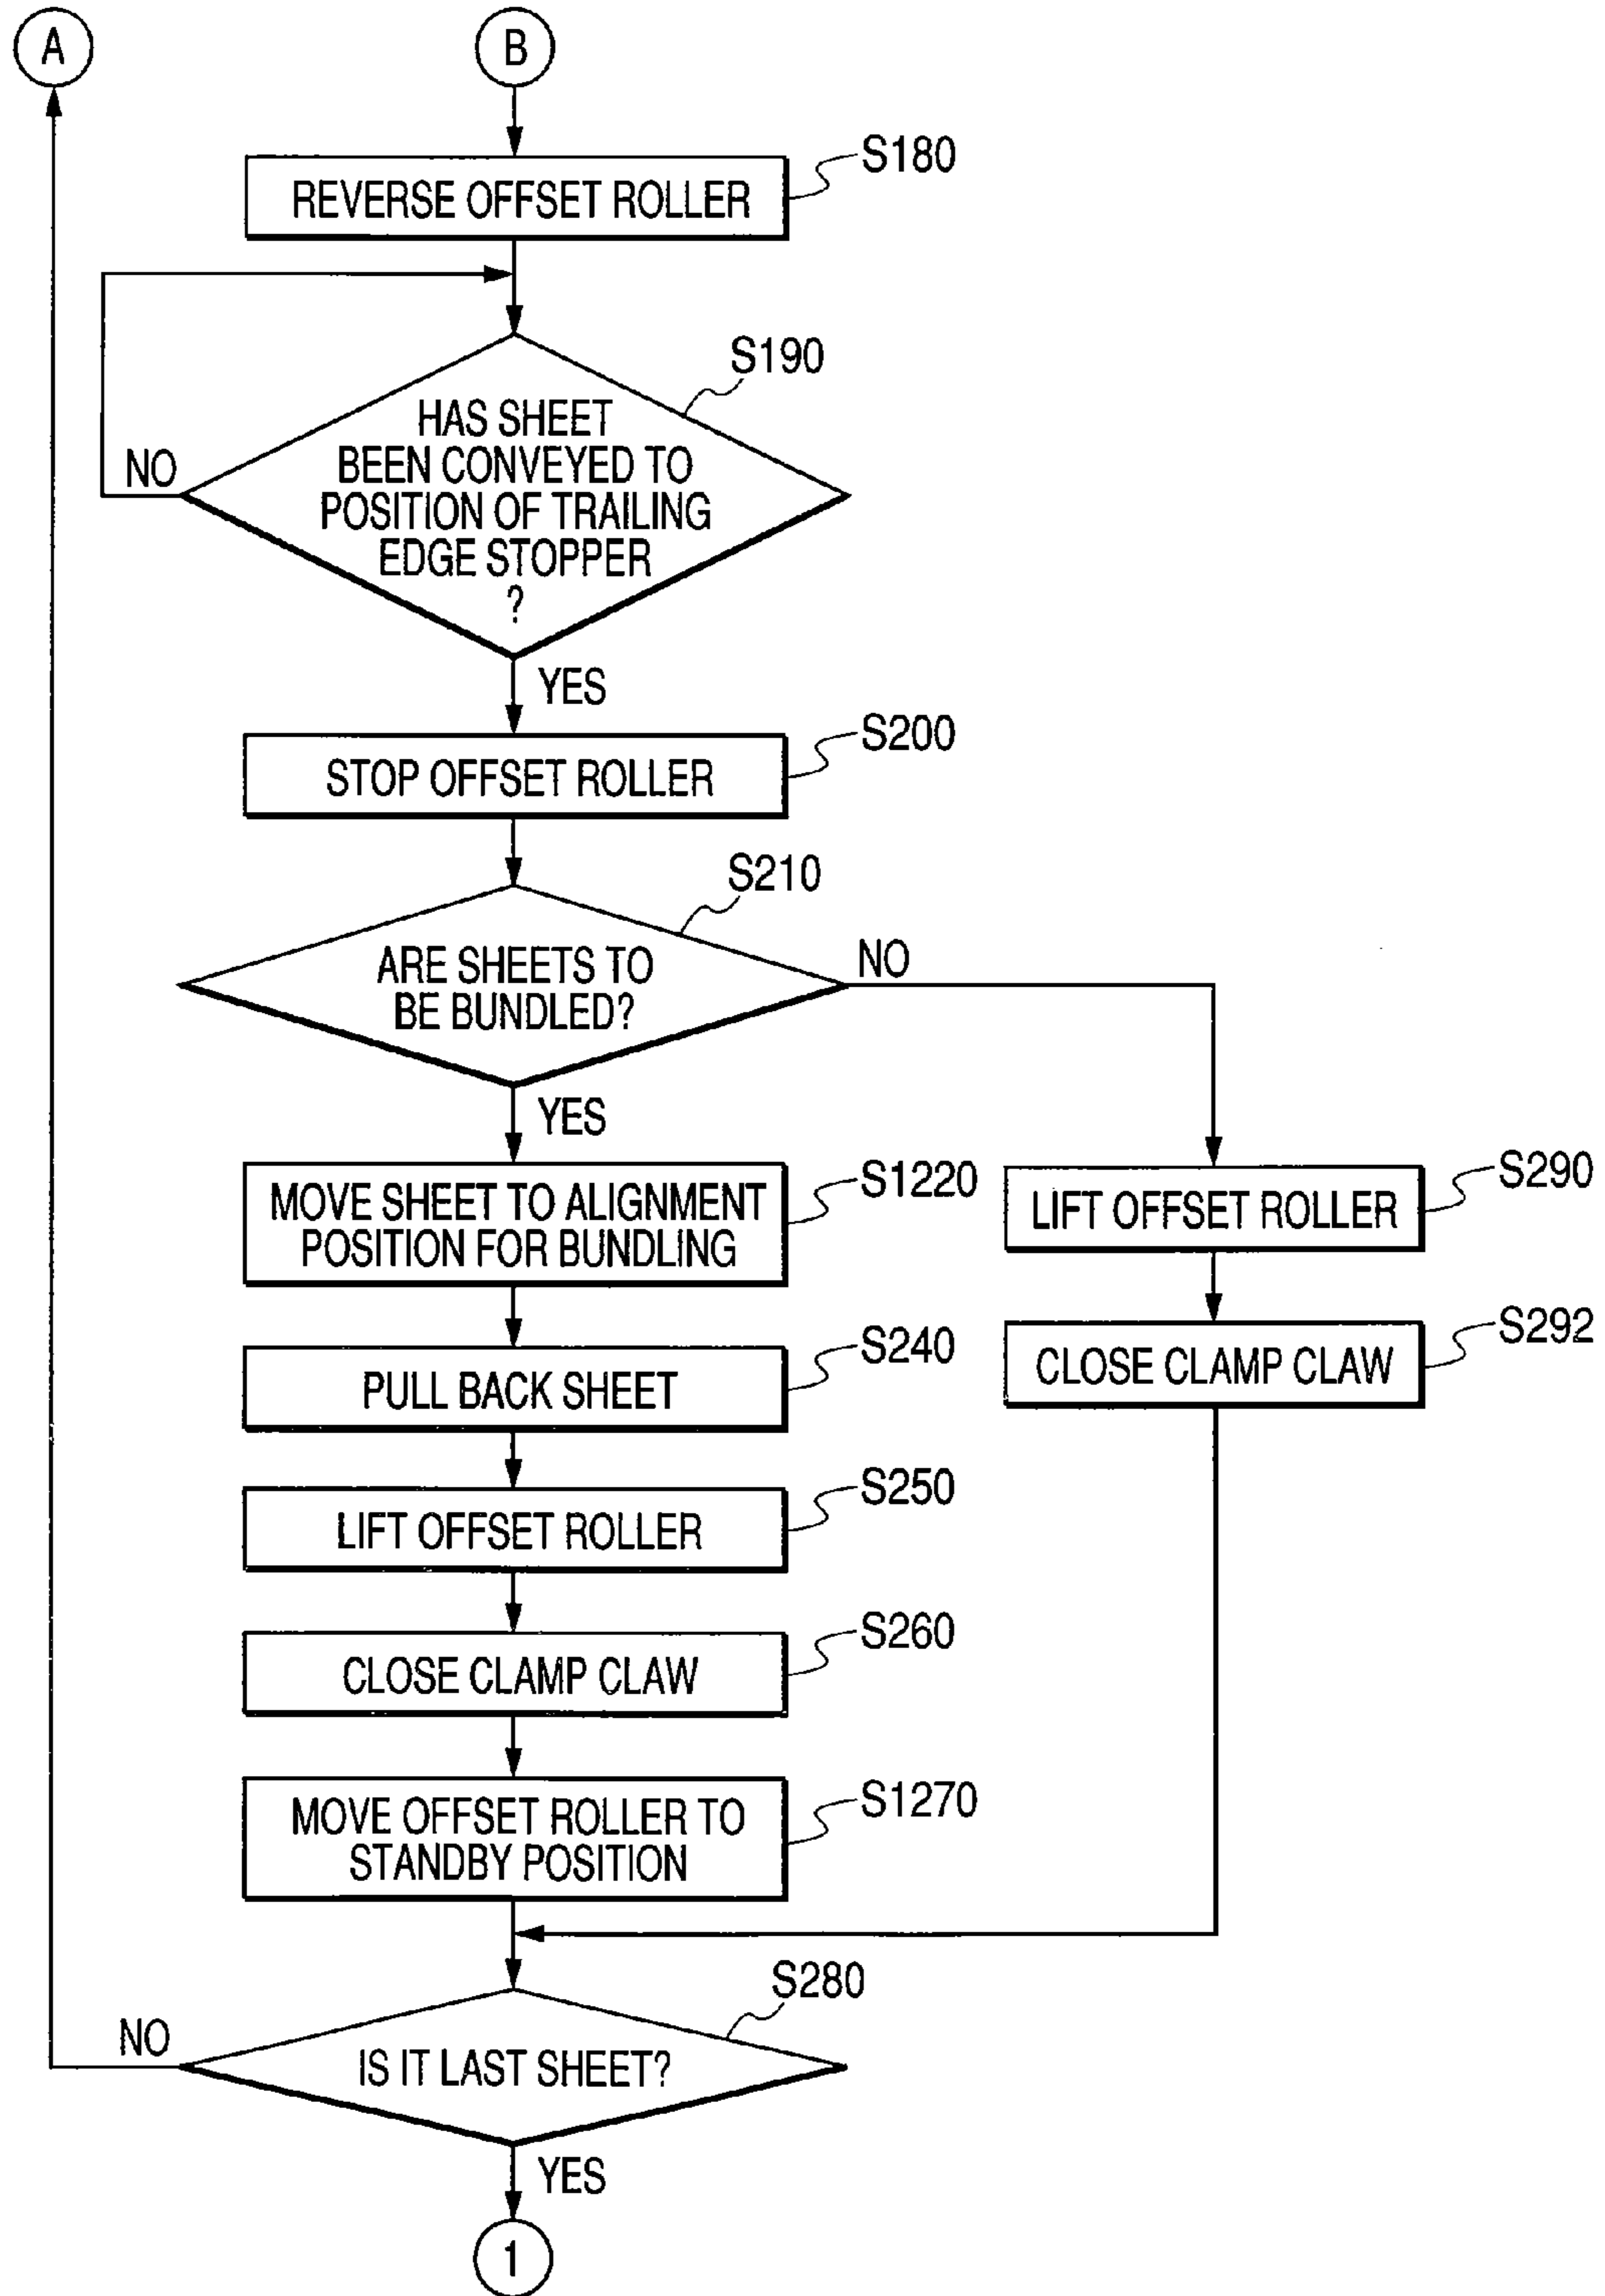 A
B
S180
REVERSE OFFSET ROLLER
S190
HAS SHEET
BEEN CONVEYED TO
POSITION OF TRAILING
EDGE STOPPER
?
NO
YES
S200
STOP OFFSET ROLLER
S210
ARE SHEETS TO
BE BUNDLED?
NO
YES
S1220
MOVE SHEET TO ALIGNMENT
POSITION FOR BUNDLING
S290
LIFT OFFSET ROLLER
S240
PULL BACK SHEET
S292
CLOSE CLAMP CLAW
S250
LIFT OFFSET ROLLER
S260
CLOSE CLAMP CLAW
S1270
MOVE OFFSET ROLLER TO
STANDBY POSITION
S280
IS IT LAST SHEET?
NO
YES
1